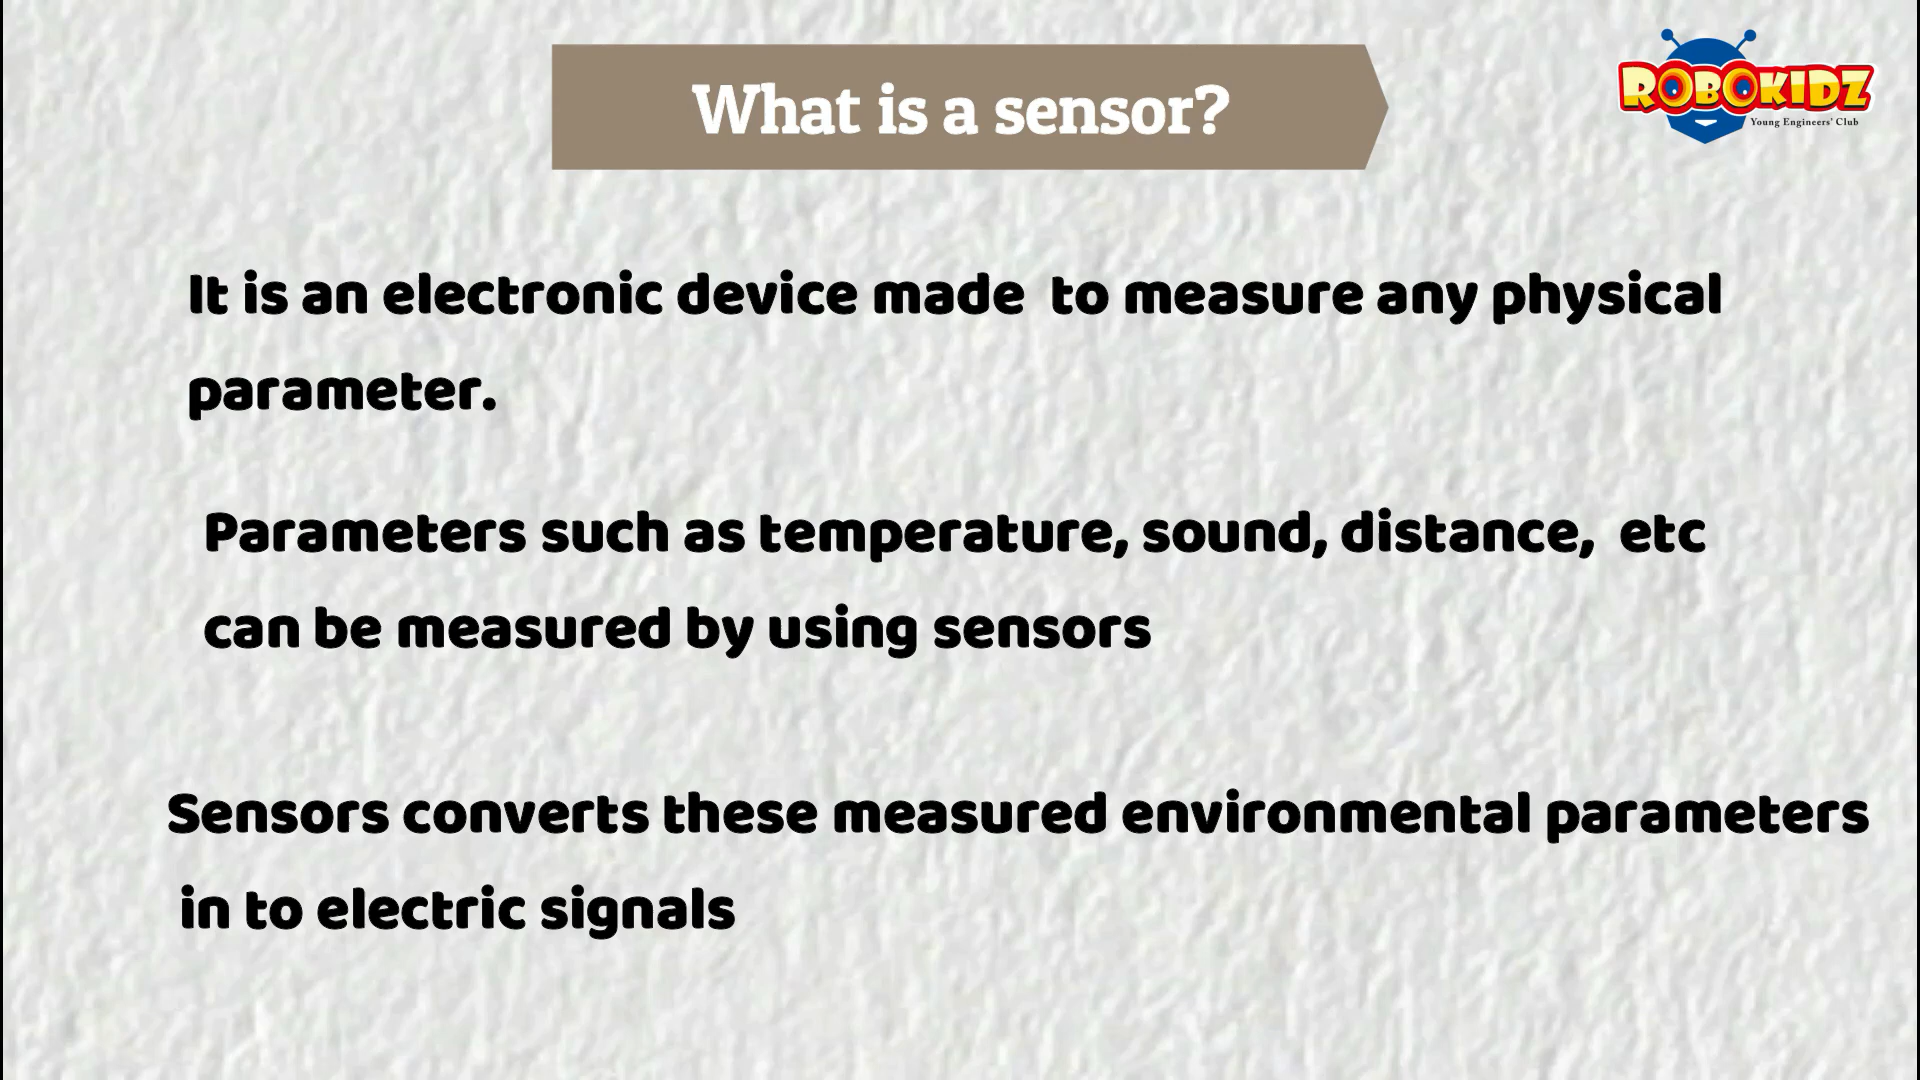 What is a sensor?
ROBOKIDZ
Young Engineers' Club
It is an electronic device made to measure any physical
parameter.
Parameters such as temperature, sound, distance, etc
can be measured by using sensors
Sensors converts these measured environmental parameters
in to electric signals